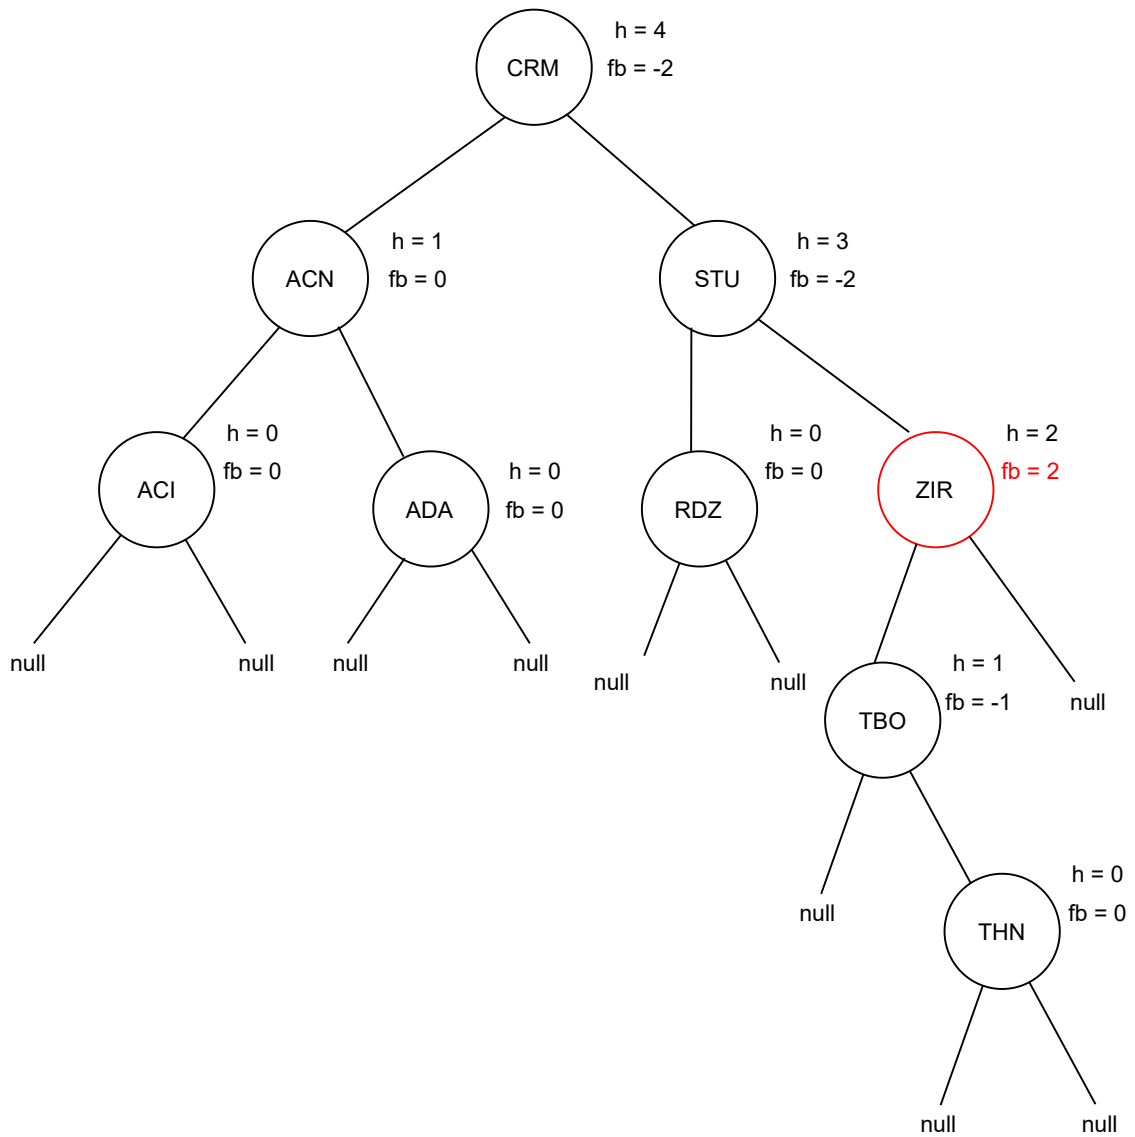 h = 4
CRM
fb = -2
h = 1
ACN
fb = 0
h = 3
STU
fb = -2
h = 0
ACI
fb = 0
h = 0
ADA
fb = 0
h = 0
fb = 0
RDZ
h = 2
ZIR
fb = 2
null
null
null
null
null
null
h = 1
TBO
fb = -1
null
null
h = 0
fb = 0
THN
null
null